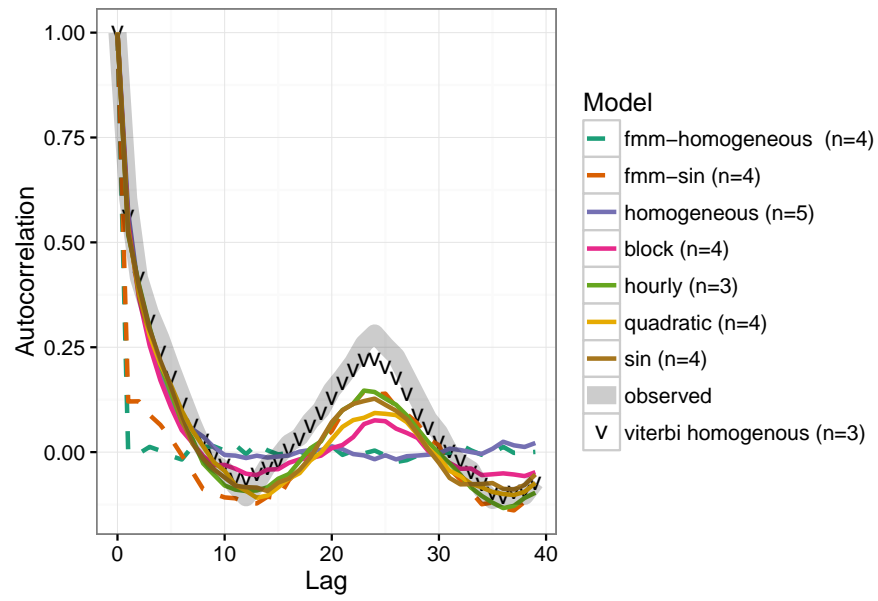 1.00
0.75
0.50
0.25
0.00
Autocorrelation
0
10
20
30
40
Lag
Model
fmm-homogeneous (n=4)
fmm-sin (n=4)
homogeneous (n=5)
block (n=4)
hourly (n=3)
quadratic (n=4)
sin (n=4)
observed
v viterbi homogenous (n=3)